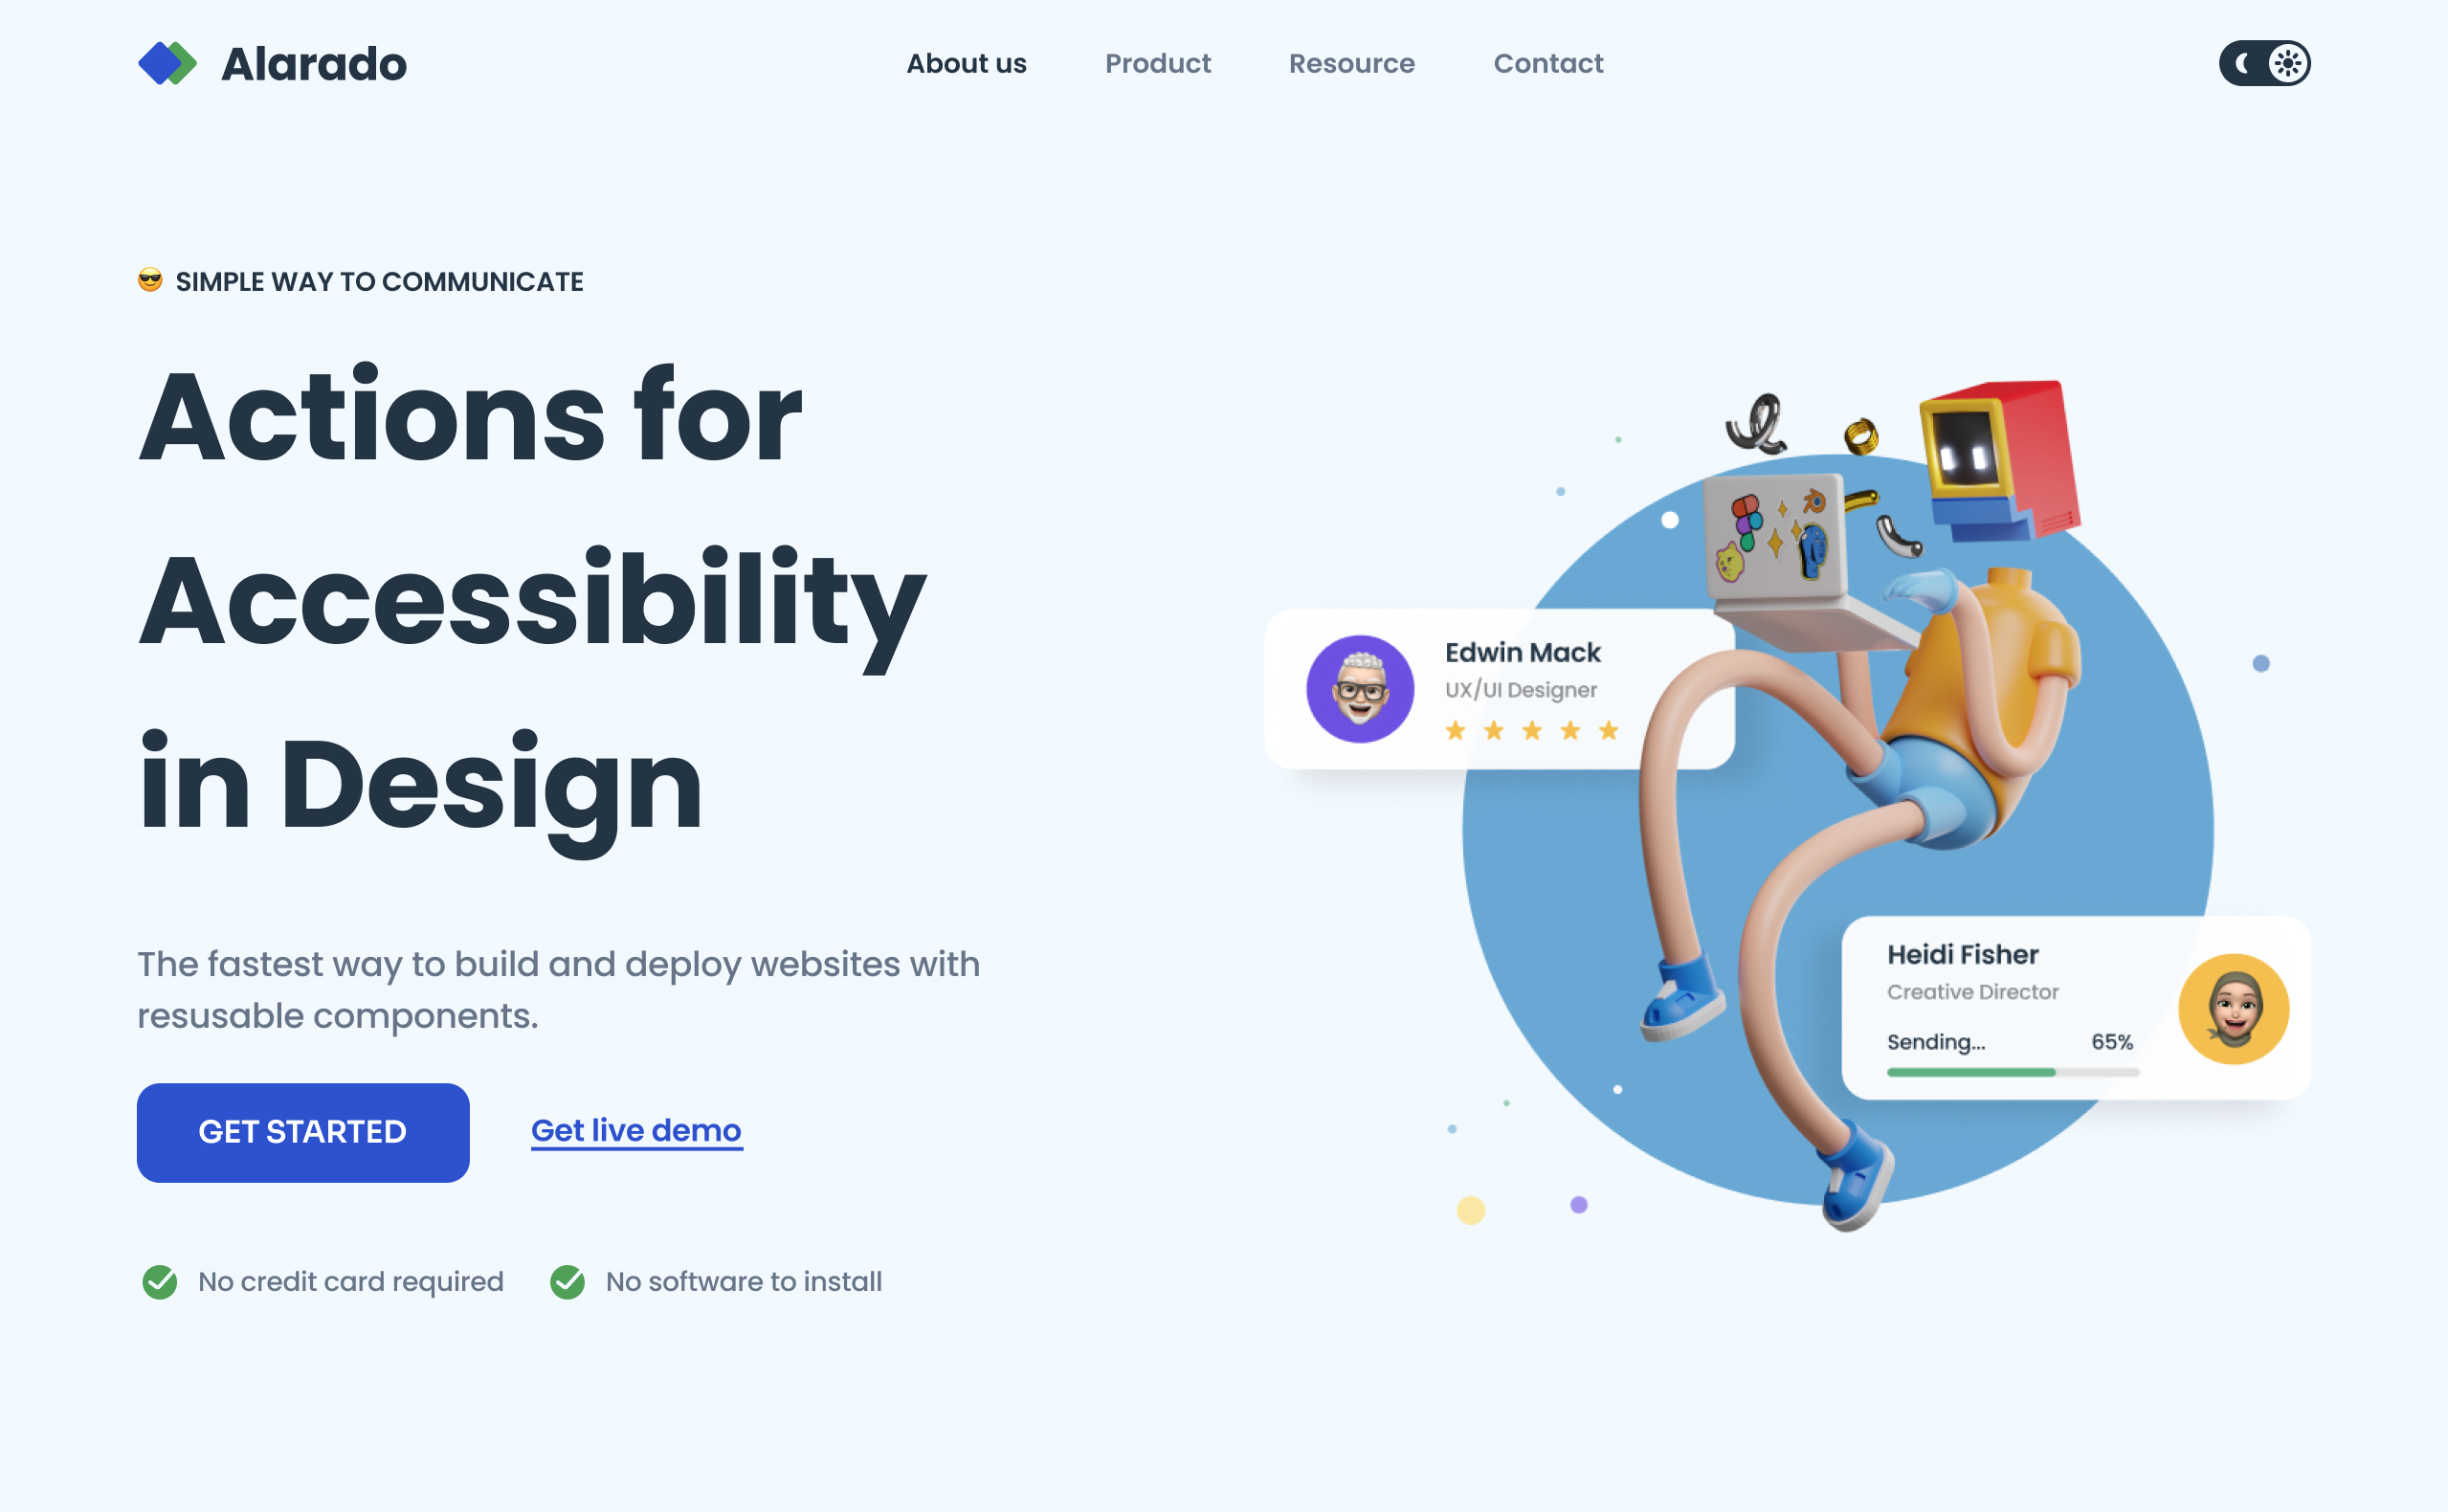 Alarado
About us
Product
Resource
Contact
😎 SIMPLE WAY TO COMMUNICATE
Actions for
Accessibility
in Design
The fastest way to build and deploy websites with
resusable components.
GET STARTED
Get live demo
No credit card required
No software to install
Edwin Mack
UX/UI Designer
Heidi Fisher
Creative Director
Sending... 65%